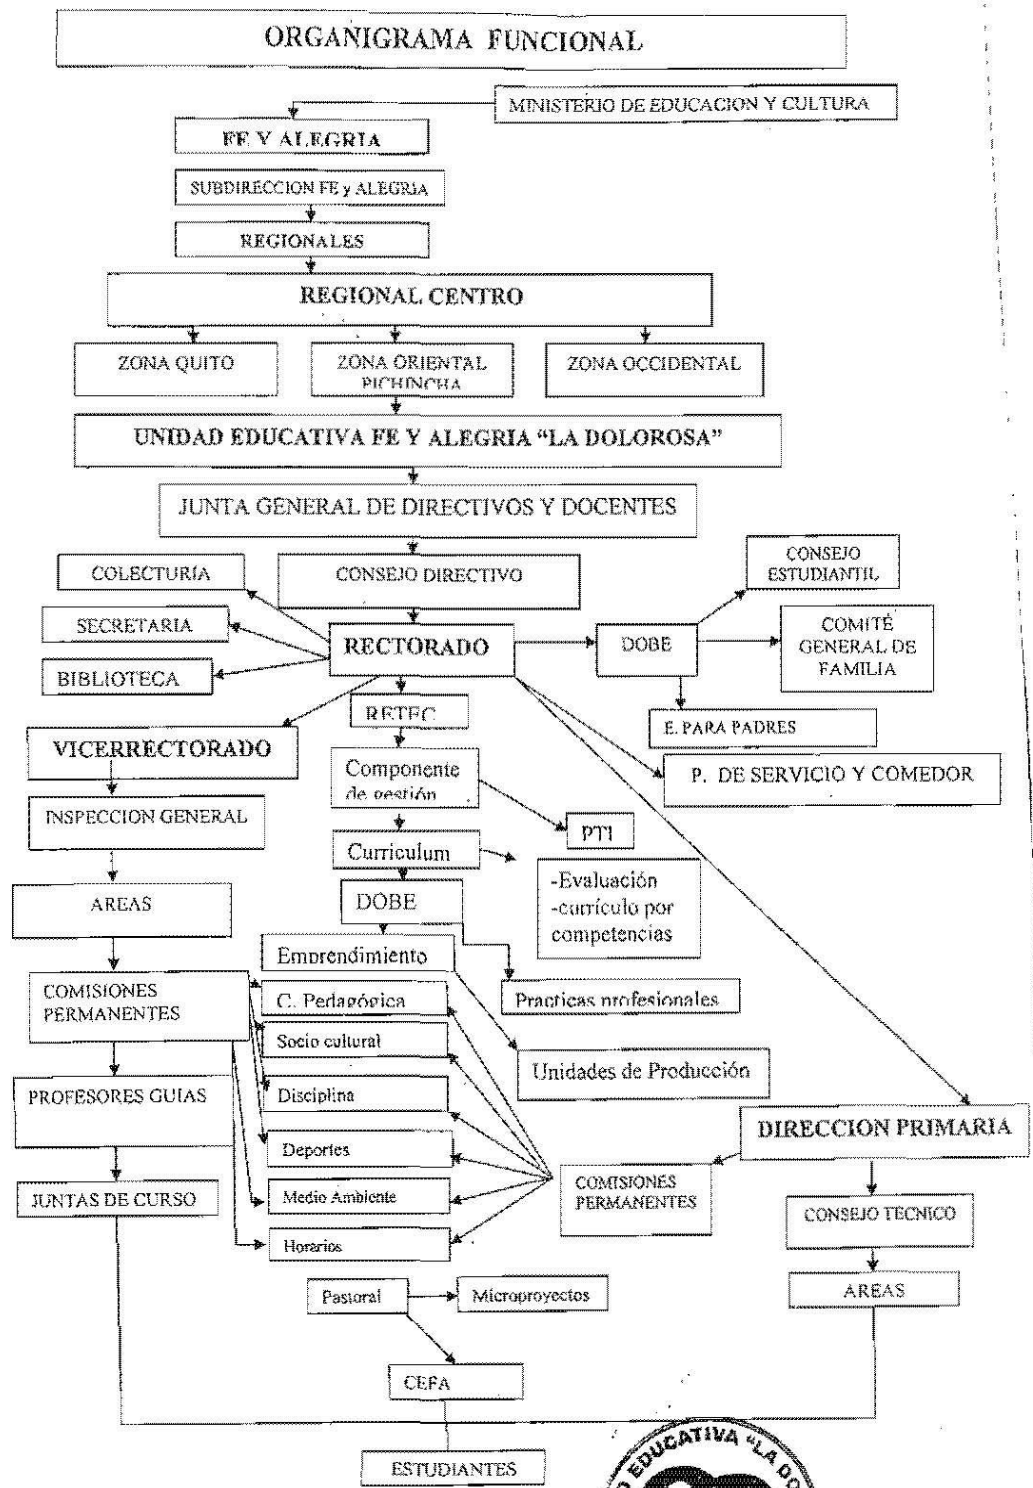 ORGANIGRAMA FUNCIONAL
MINISTERIO DE EDUCACION Y CULTURA
FE Y ALEGRIA
SUBDIRECCION FE y ALEGRIA
REGIONALES
REGIONAL CENTRO
ZONA QUITO
ZONA ORIENTAL
PICHINCHA
ZONA OCCIDENTAL
UNIDAD EDUCATIVA FE Y ALEGRIA “LA DOLOROSA”
JUNTA GENERAL DE DIRECTIVOS Y DOCENTES
COLECTURÍA
CONSEJO DIRECTIVO
CONSEJO
ESTUDIANTIL
SECRETARIA
RECTORADO
DOBE
COMITÉ
GENERAL DE
FAMILIA
BIBLIOTECA
RETEC
E. PARA PADRES
VICERRECTORADO
Componente
de gestión
P. DE SERVICIO Y COMEDOR
INSPECCION GENERAL
PTI
Curriculum
-Evaluación
-currículo por
competencias
AREAS
DOBE
Emprendimiento
COMISIONES
PERMANENTES
C. Pedagógica
Practicas profesionales
Socio cultural
Unidades de Producción
PROFESORES GUIAS
Disciplina
DIRECCION PRIMARIA
Deportes
JUNTAS DE CURSO
Medio Ambiente
COMISIONES
PERMANENTES
CONSEJO TECNICO
Horarios
AREAS
Pastoral
Microproyectos
CEFA
ESTUDIANTES
EDUCATIVA "LA DO